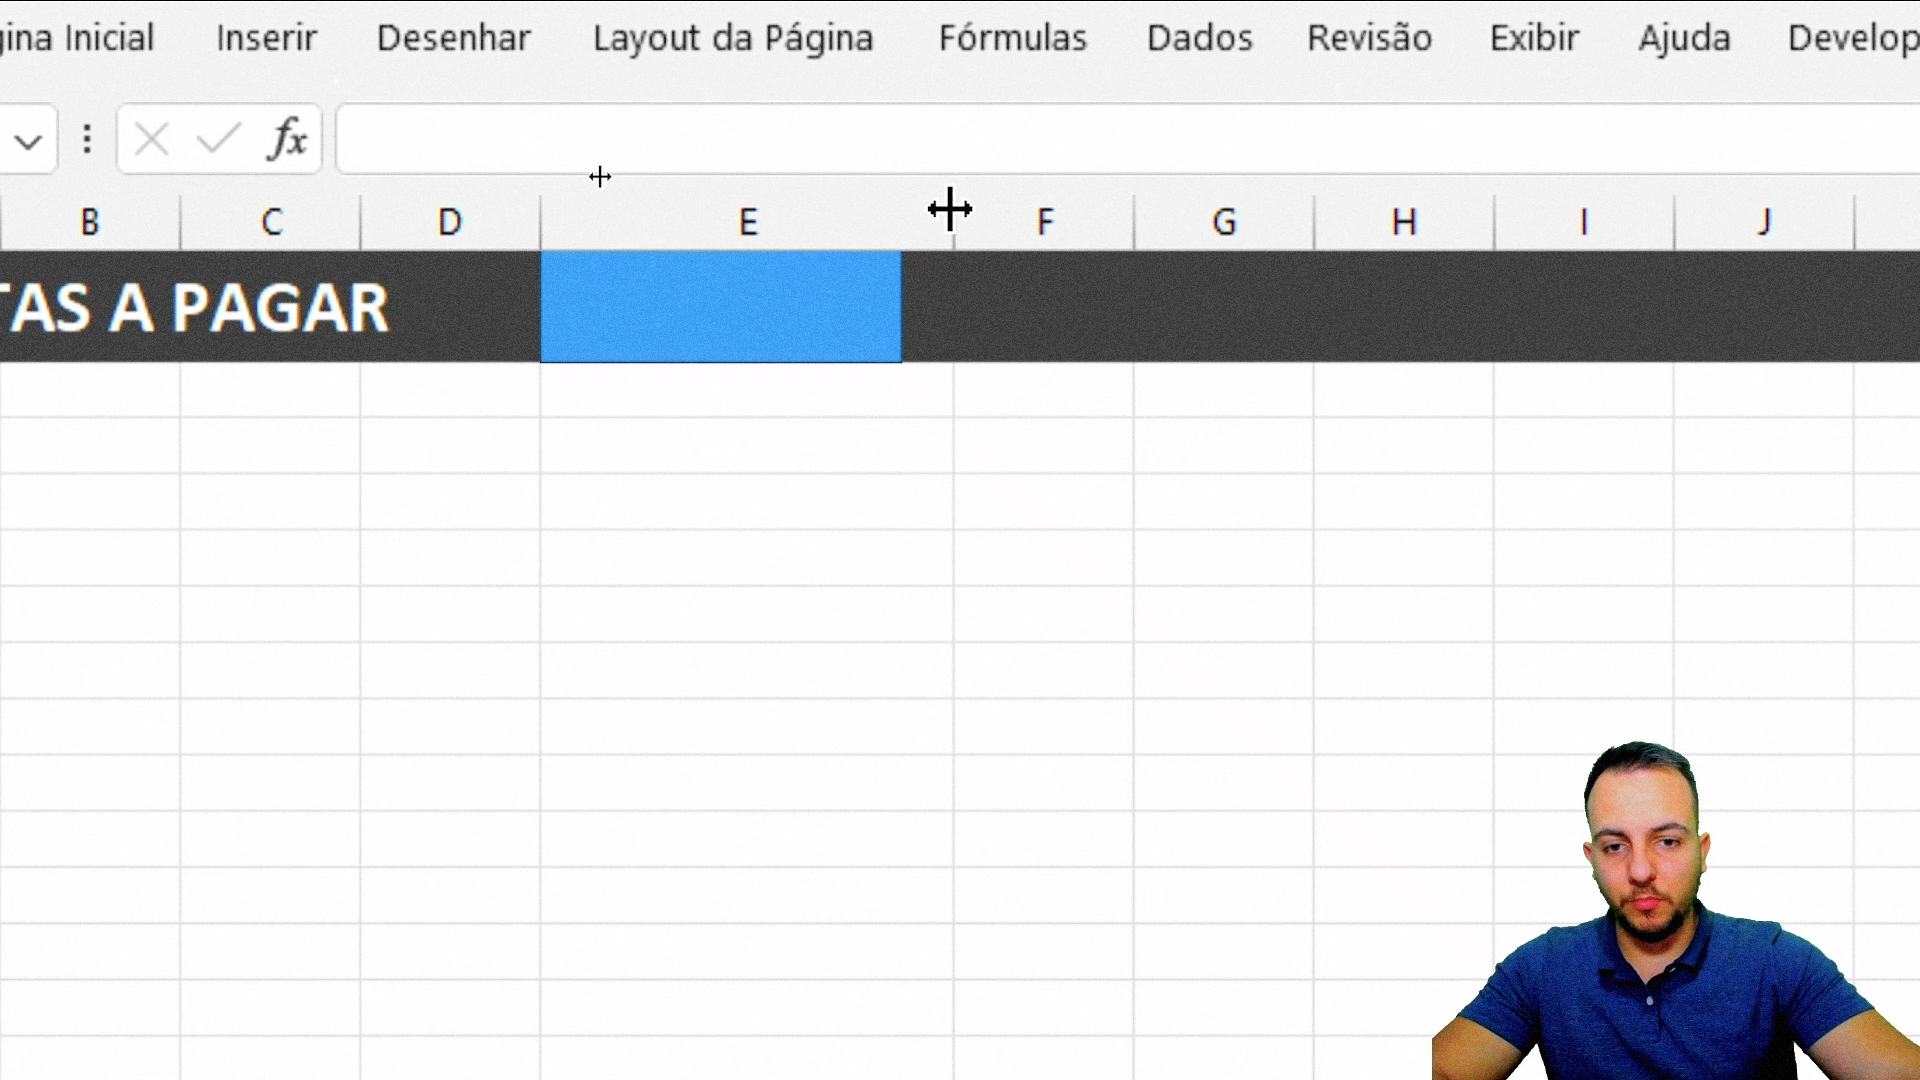 gina Inicial Inserir Desenhar Layout da Página Fórmulas Dados Revisão Exibir Ajuda Develop
fx
B C D E F G H I J
TAS A PAGAR